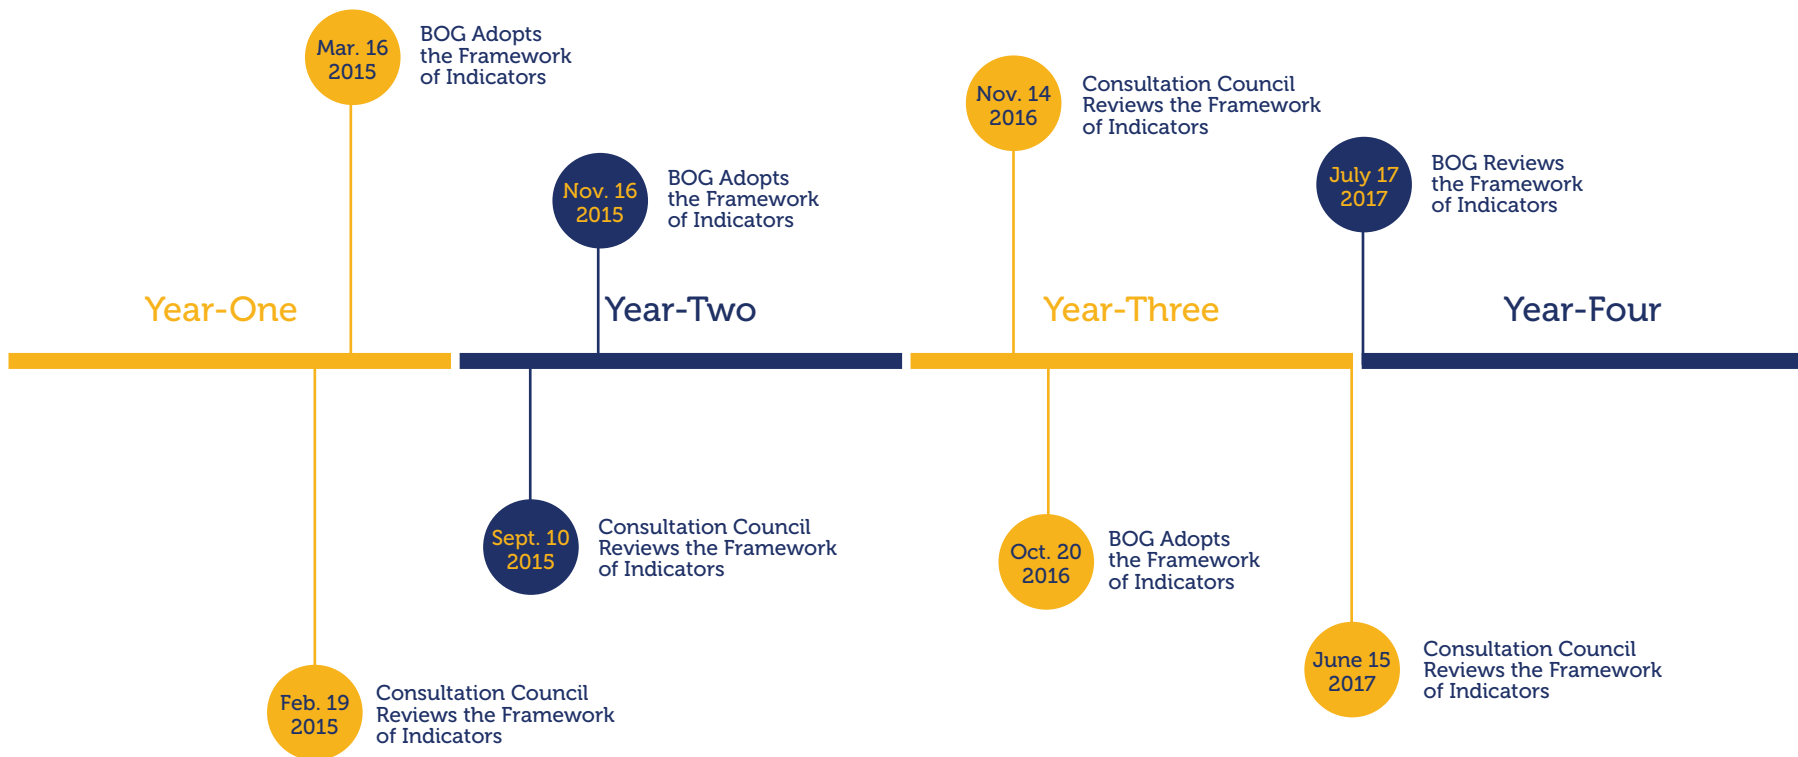 Mar. 16
2015
BOG Adopts
the Framework
of Indicators
Nov. 16
2015
BOG Adopts
the Framework
of Indicators
Nov. 14
2016
Consultation Council
Reviews the Framework
of Indicators
July 17
2017
BOG Reviews
the Framework
of Indicators
Year-One
Year-Two
Year-Three
Year-Four
Feb. 19
2015
Consultation Council
Reviews the Framework
of Indicators
Sept. 10
2015
Consultation Council
Reviews the Framework
of Indicators
Oct. 20
2016
BOG Adopts
the Framework
of Indicators
June 15
2017
Consultation Council
Reviews the Framework
of Indicators